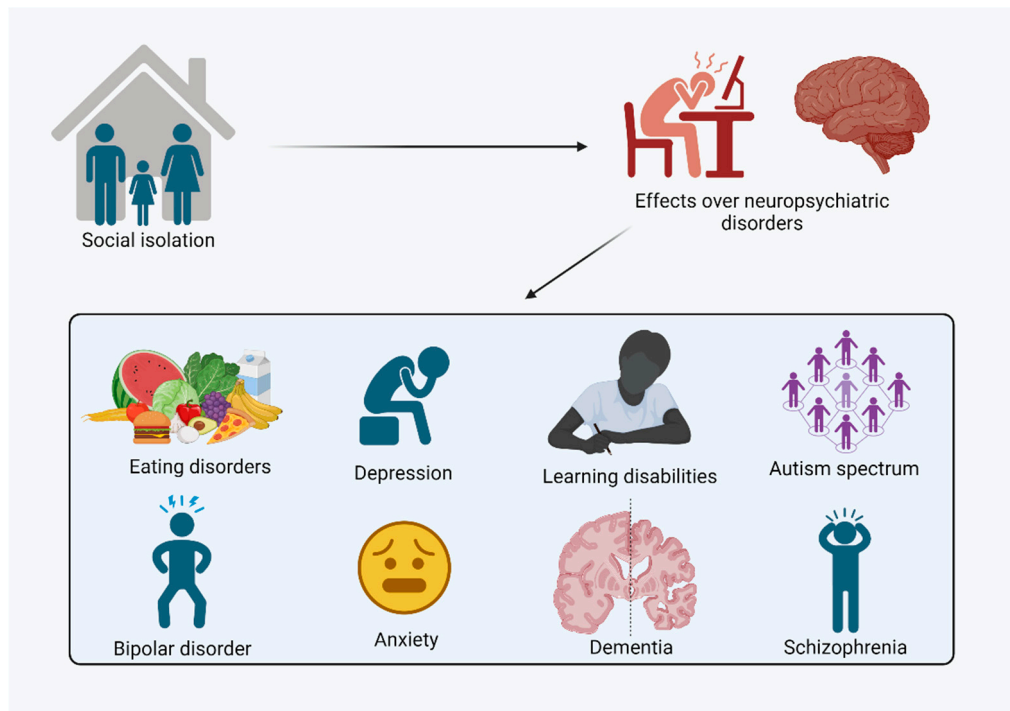 Social isolation
Effects over neuropsychiatric
disorders
Eating disorders
Depression
Learning disabilities
Autism spectrum
Bipolar disorder
Anxiety
Dementia
Schizophrenia